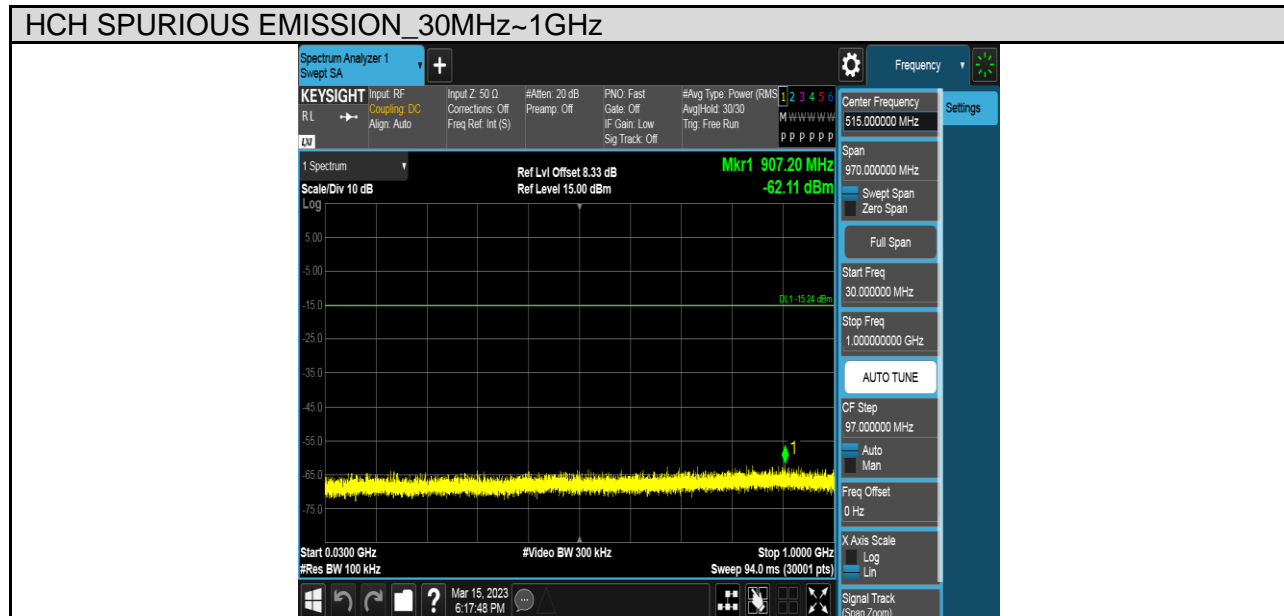 HCH SPURIOUS EMISSION_30MHz~1GHz
Spectrum Analyzer 1
Swept SA
+
Frequency
KEYSIGHT
RL
LXI
Input: RF
Coupling: DC
Align: Auto
Input Z: 50 Ω
Corrections: Off
Freq Ref: Int (S)
#Atten: 20 dB
Preamp: Off
PNO: Fast
Gate: Off
IF Gain: Low
Sig Track: Off
#Avg Type: Power (RMS
Avg|Hold: 30/30
Trig: Free Run
1 2 3 4 5 6
M W W W W W
P P P P P P
1 Spectrum
Scale/Div 10 dB
Log
Ref Lvl Offset 8.33 dB
Ref Level 15.00 dBm
Mkr1 907.20 MHz
-62.11 dBm
5.00
-5.00
-15.0
DL1 -15.24 dBm
-25.0
-35.0
-45.0
-55.0
1
-65.0
-75.0
Start 0.0300 GHz
#Res BW 100 kHz
#Video BW 300 kHz
Stop 1.0000 GHz
Sweep 94.0 ms (30001 pts)
?
Mar 15, 2023
6:17:48 PM
Center Frequency
515.000000 MHz
Settings
Span
970.000000 MHz
Swept Span
Zero Span
Full Span
Start Freq
30.000000 MHz
Stop Freq
1.000000000 GHz
AUTO TUNE
CF Step
97.000000 MHz
Auto
Man
Freq Offset
0 Hz
X Axis Scale
Log
Lin
Signal Track
(Span Zoom)